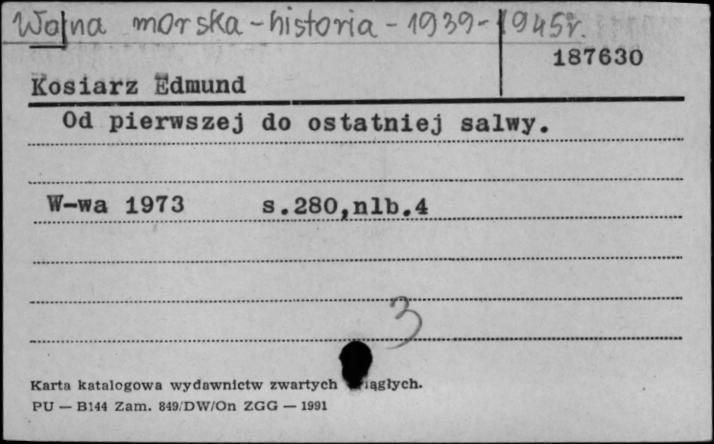 Wojna morska - historia - 1939-1945r.
187630
Kosiarz Edmund
Od pierwszej do ostatniej salwy.
W-wa 1973 s.280,nlb.4
3
Karta katalogowa wydawnictw zwartych
PU — B144 Zam. 849/DW/On ZGG — 1991